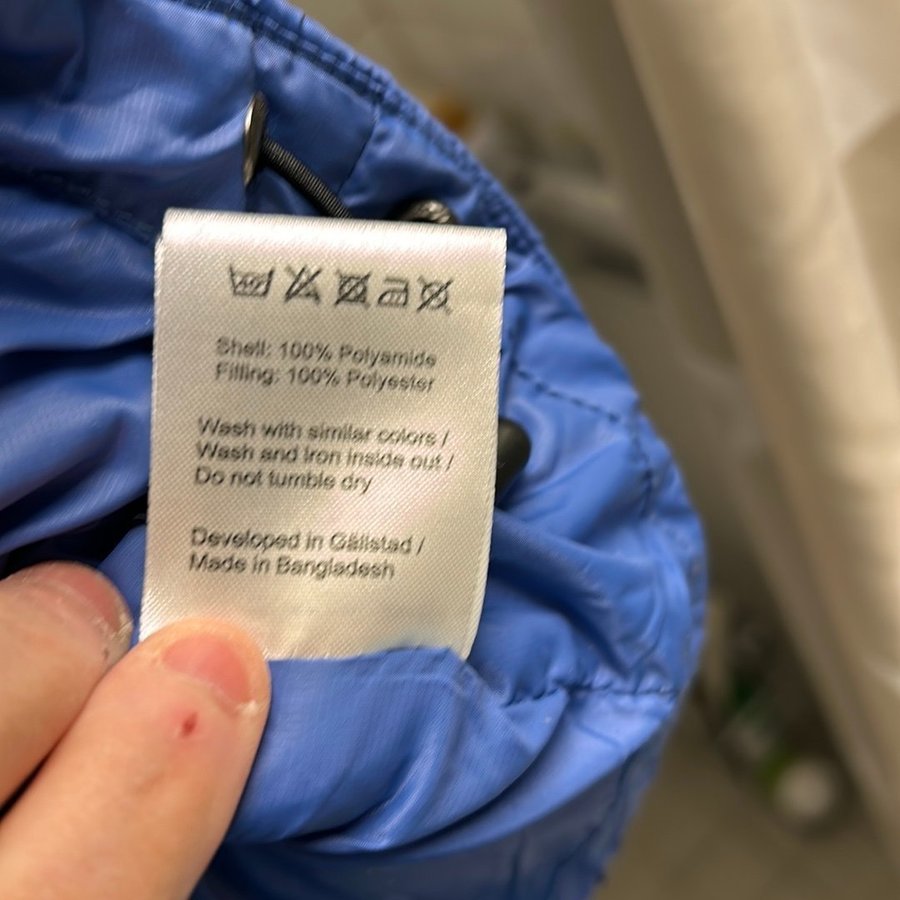 Shell: 100% Polyamide
Filling: 100% Polyester
Wash with similar colors /
Wash and Iron inside out /
Do not tumble dry
Developed in Gällstad /
Made in Bangladesh